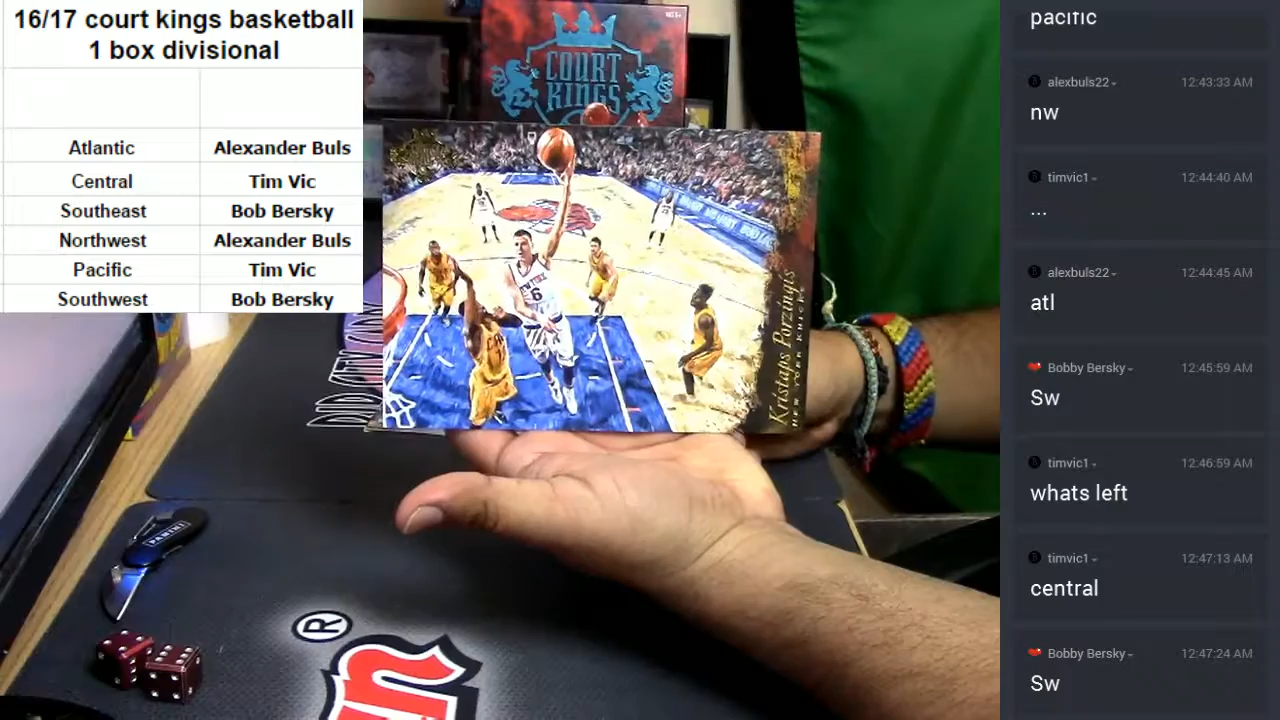 16/17 court kings basketball
1 box divisional
Atlantic Alexander Buls
Central Tim Vic
Southeast Bob Bersky
Northwest Alexander Buls
Pacific Tim Vic
Southwest Bob Bersky
COURT
KINGS
NEW YORK
6
Kristaps Porzingis
NEW YORK KNICKS
PANINI
®
pacific
alexbuls22 12:43:33 AM
nw
timvic1 12:44:40 AM
...
alexbuls22 12:44:45 AM
atl
Bobby Bersky 12:45:59 AM
Sw
timvic1 12:46:59 AM
whats left
timvic1 12:47:13 AM
central
Bobby Bersky 12:47:24 AM
Sw